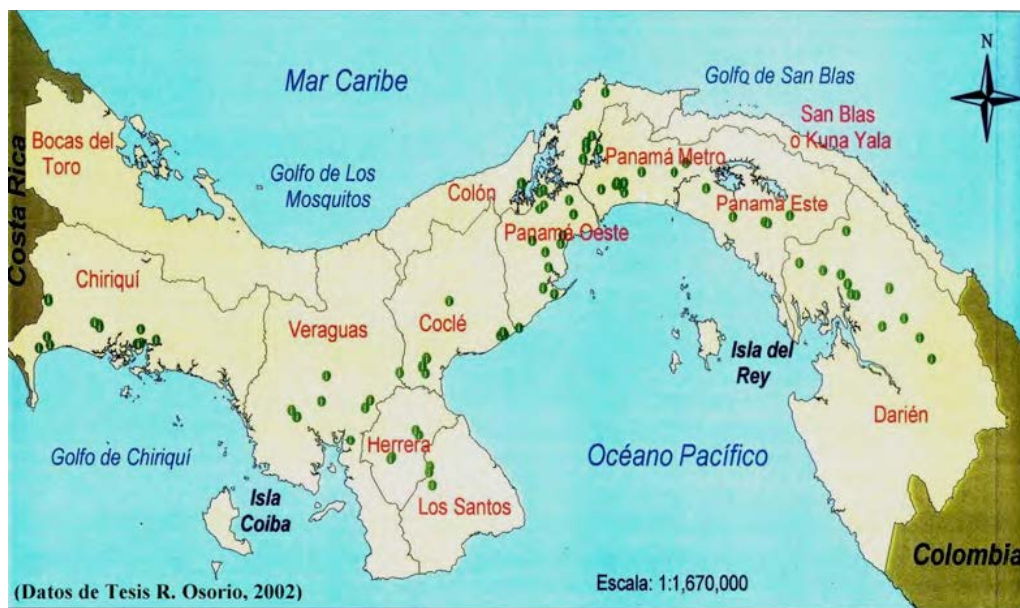 N
Mar Caribe
Golfo de San Blas
San Blas
o Kuna Yala
Bocas del
Toro
Costa Rica
Golfo de Los
Mosquitos
Colón
Panamá Metro
Panamá Este
Panamá Oeste
Chiriquí
Veraguas
Coclé
Isla del
Rey
Darién
Herrera
Golfo de Chiriquí
Océano Pacífico
Isla
Coiba
Los Santos
Colombia
Escala: 1:1,670,000
(Datos de Tesis R. Osorio, 2002)